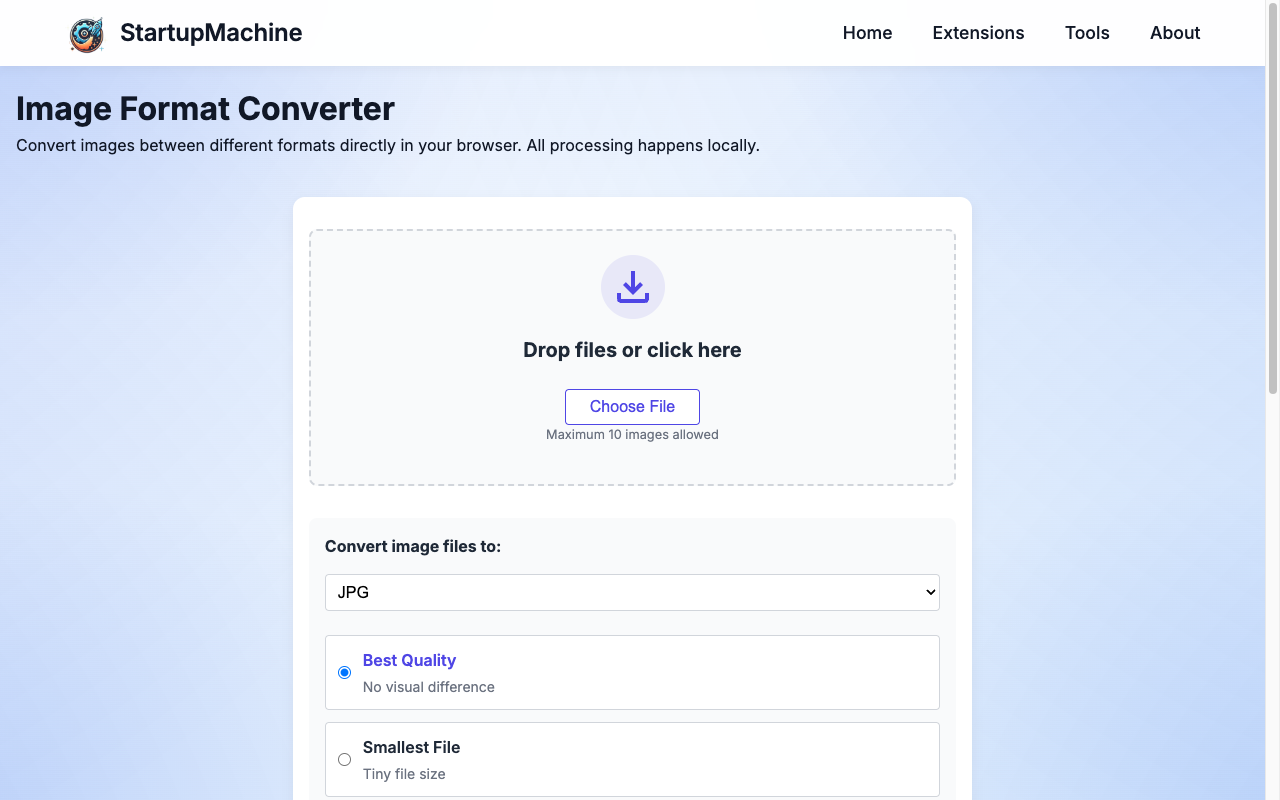 StartupMachine
Home
Extensions
Tools
About
Image Format Converter
Convert images between different formats directly in your browser. All processing happens locally.
Drop files or click here
Choose File
Maximum 10 images allowed
Convert image files to:
JPG
Best Quality
No visual difference
Smallest File
Tiny file size